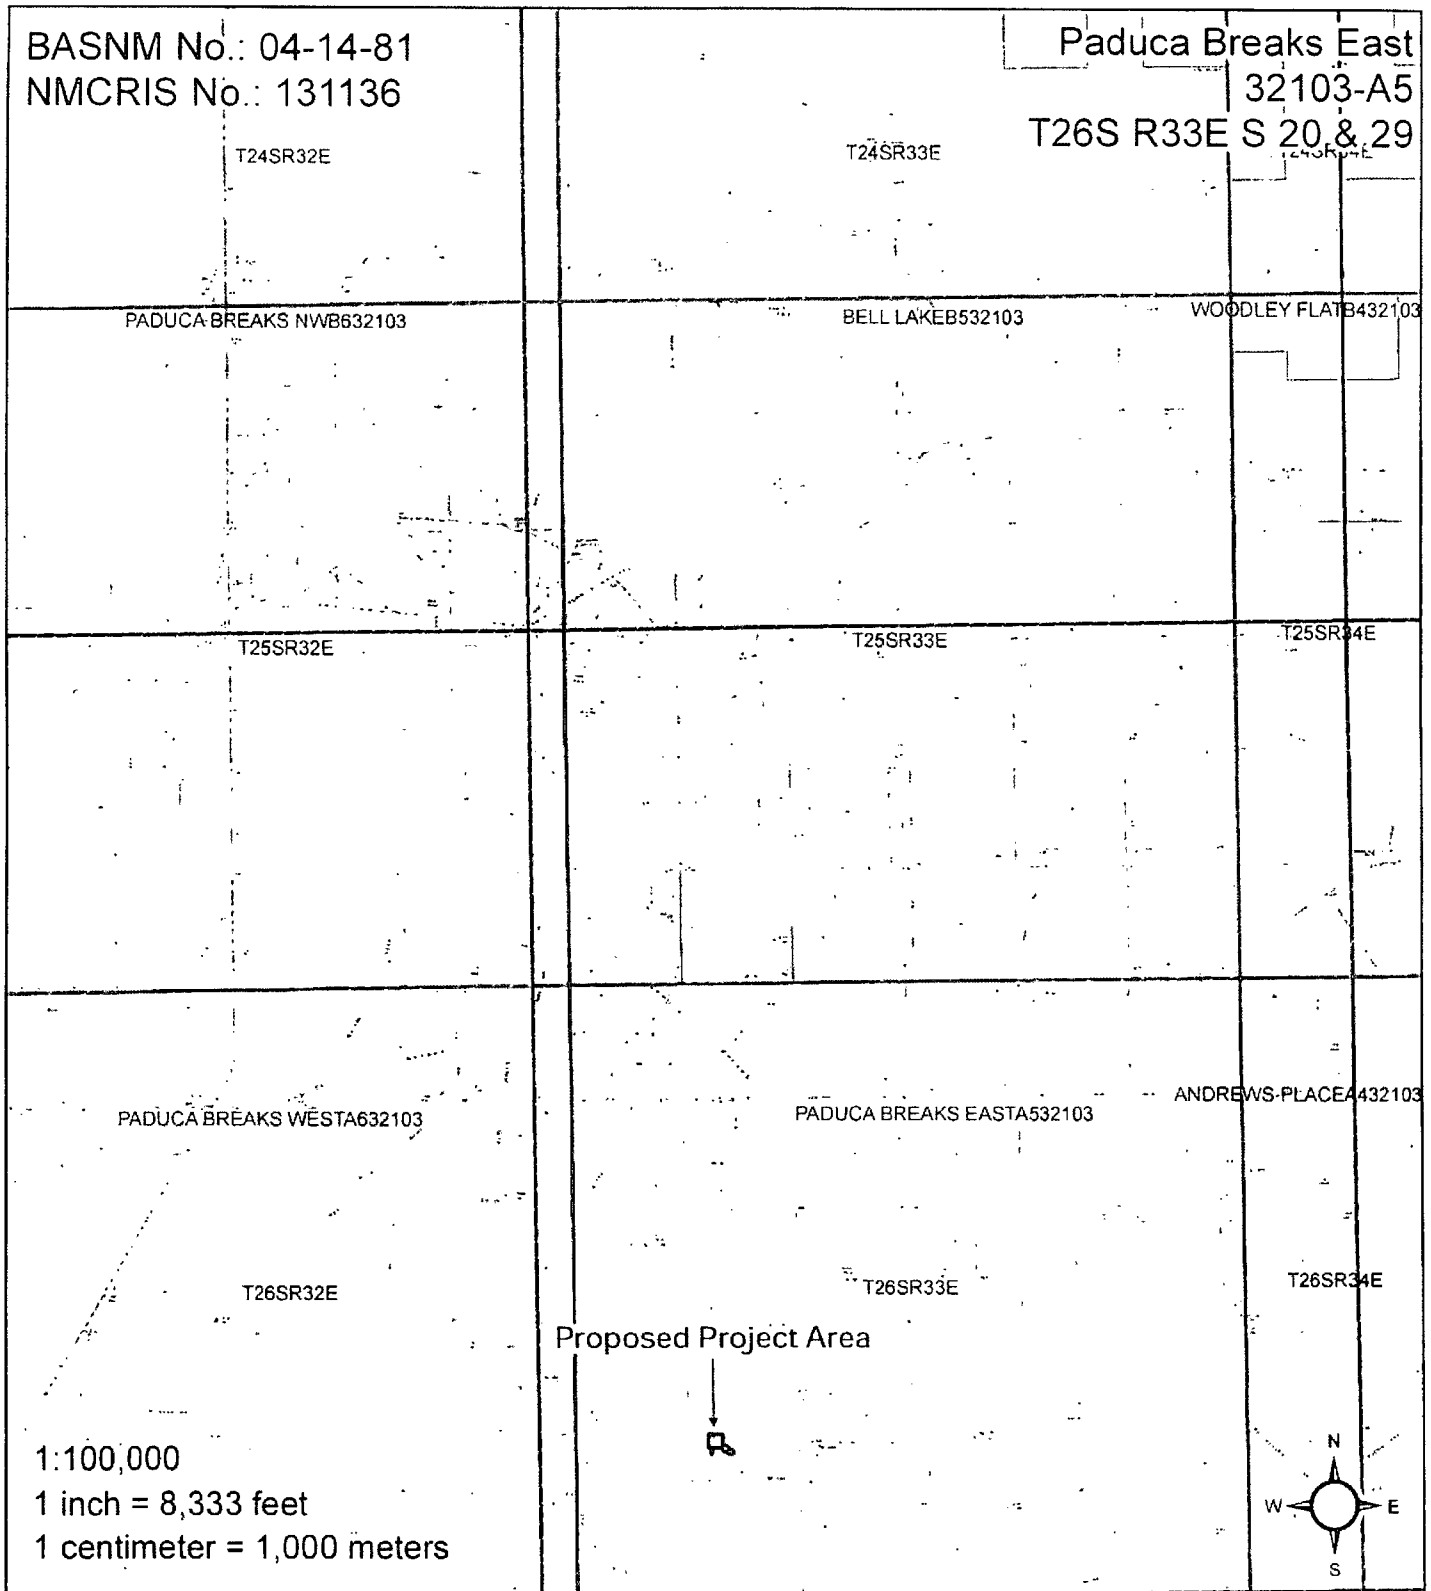 BASNM No.: 04-14-81
NMCRIS No.: 131136
Paduca Breaks East
32103-A5
T26S R33E S 20 & 29
T24SR32E
T24SR33E
T24SR34E
PADUCA BREAKS NWB632103
BELL LAKEB532103
WOODLEY FLATB432103
T25SR32E
T25SR33E
T25SR34E
PADUCA BREAKS WESTA632103
PADUCA BREAKS EASTA532103
ANDREWS PLACEA432103
T26SR32E
T26SR33E
T26SR34E
Proposed Project Area
1:100,000
1 inch = 8,333 feet
1 centimeter = 1,000 meters
N
W
E
S